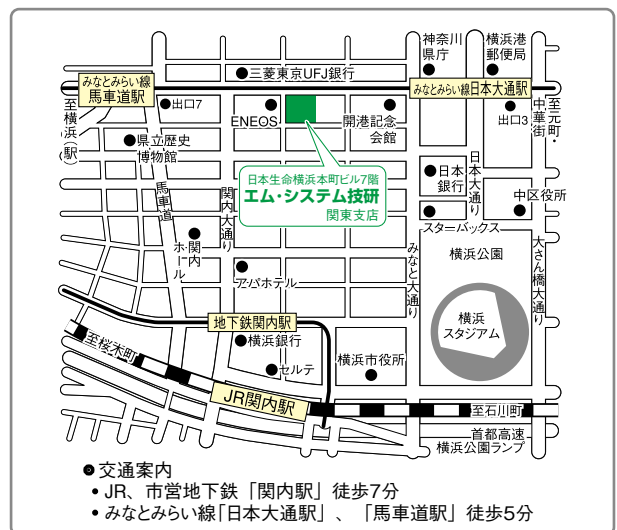 神奈川
県庁
横浜港
郵便局
みなとみらい線
馬車道駅
三菱東京UFJ銀行
みなとみらい線日本大通駅
至横浜(駅)
出口7
ENEOS
開港記念
会館
出口3
至元町・
中華街
県立歴史
博物館
日本生命横浜本町ビル7階
エム・システム技研
関東支店
日本
銀行
日本大通り
中区役所
馬車道
関内大通り
スターバックス
関内
ホール
みなと大通り
横浜公園
大さん橋大通り
アパホテル
横浜
スタジアム
地下鉄関内駅
至桜木町
横浜銀行
セルテ
横浜市役所
JR関内駅
至石川町
首都高速
横浜公園ランプ
交通案内
• JR、市営地下鉄「関内駅」徒歩7分
• みなとみらい線「日本大通駅」、「馬車道駅」徒歩5分